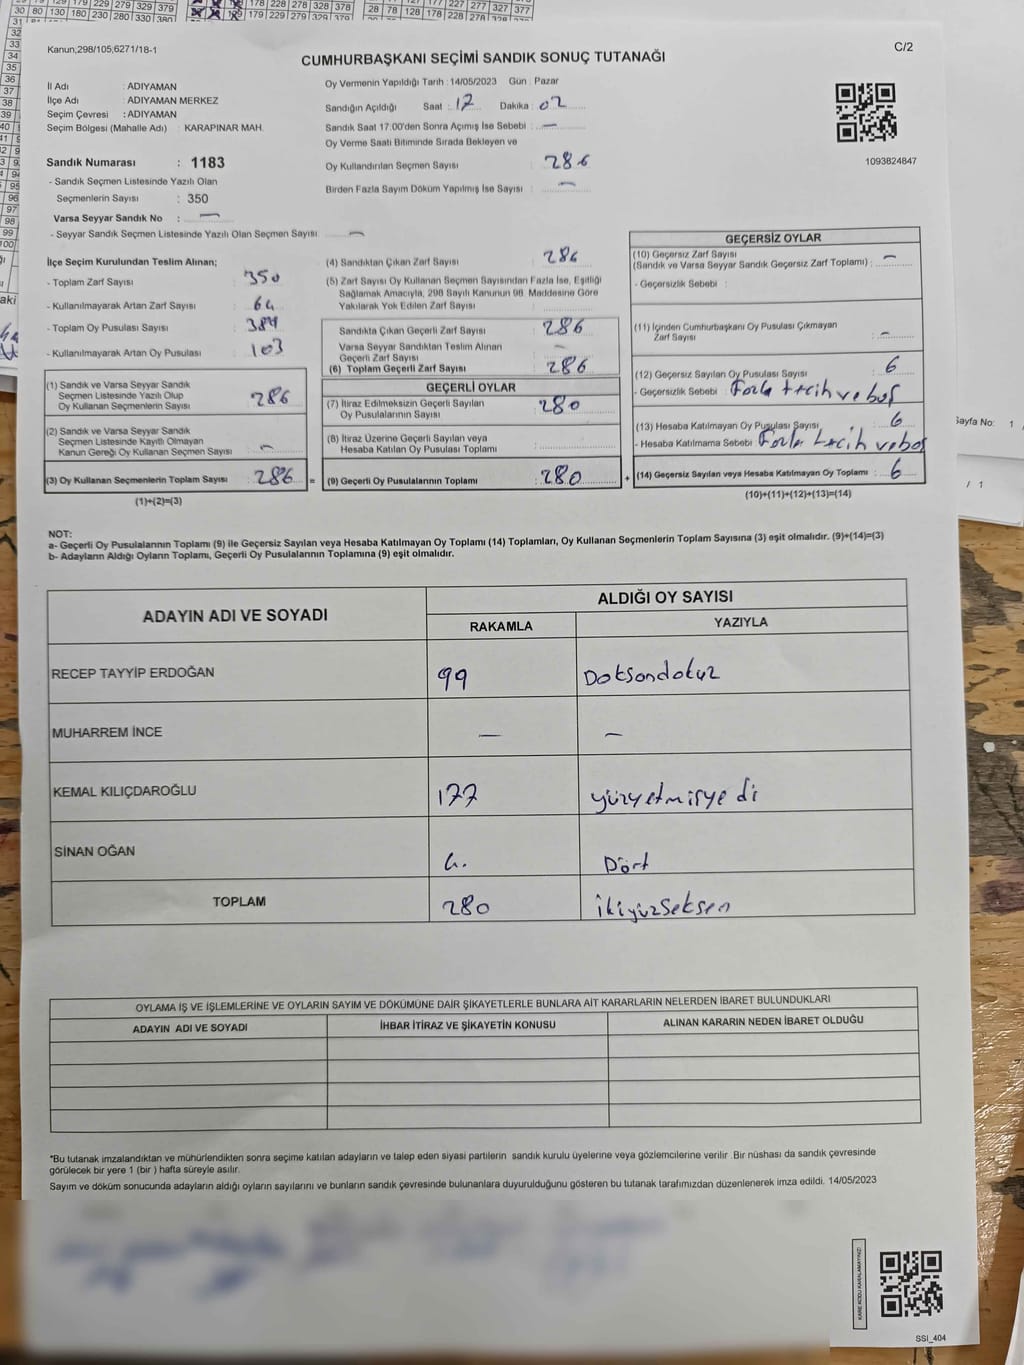 Kanun,298/105;6271/18-1
C/2
CUMHURBAŞKANI SEÇİMİ SANDIK SONUÇ TUTANAĞI
İl Adı : ADIYAMAN
İlçe Adı : ADIYAMAN MERKEZ
Seçim Çevresi : ADIYAMAN
Seçim Bölgesi (Mahalle Adı) : KARAPINAR MAH.
Oy Vermenin Yapıldığı Tarih : 14/05/2023 Gün : Pazar
Sandığın Açıldığı Saat : 17 Dakika : 02
Sandık Saat 17:00'den Sonra Açımış İse Sebebi : —
Oy Verme Saati Bitiminde Sırada Bekleyen ve
Oy Kullandırılan Seçmen Sayısı : 286
Birden Fazla Sayım Döküm Yapılmış İse Sayısı : —
1093824847
Sandık Numarası : 1183
- Sandık Seçmen Listesinde Yazılı Olan
Seçmenlerin Sayısı : 350
Varsa Seyyar Sandık No : —
- Seyyar Sandık Seçmen Listesinde Yazılı Olan Seçmen Sayısı : —
İlçe Seçim Kurulundan Teslim Alınan;
- Toplam Zarf Sayısı : 350
- Kullanılmayarak Artan Zarf Sayısı : 64
- Toplam Oy Pusulası Sayısı : 389
- Kullanılmayarak Artan Oy Pusulası : 103
(1) Sandık ve Varsa Seyyar Sandık
Seçmen Listesinde Yazılı Olup
Oy Kullanan Seçmenlerin Sayısı : 286
(2) Sandık ve Varsa Seyyar Sandık
Seçmen Listesinde Kayıtlı Olmayan
Kanun Gereği Oy Kullanan Seçmen Sayısı : —
(3) Oy Kullanan Seçmenlerin Toplam Sayısı : 286 =
(1)+(2)=(3)
(4) Sandıktan Çıkan Zarf Sayısı : 286
(5) Zarf Sayısı Oy Kullanan Seçmen Sayısından Fazla İse, Eşitliği
Sağlamak Amacıyla, 298 Sayılı Kanunun 98. Maddesine Göre
Yakılarak Yok Edilen Zarf Sayısı :
Sandıkta Çıkan Geçerli Zarf Sayısı : 286
Varsa Seyyar Sandıktan Teslim Alınan
Geçerli Zarf Sayısı : —
(6) Toplam Geçerli Zarf Sayısı : 286
GEÇERLİ OYLAR
(7) İtiraz Edilmeksizin Geçerli Sayılan
Oy Pusulalarının Sayısı : 280
(8) İtiraz Üzerine Geçerli Sayılan veya
Hesaba Katılan Oy Pusulası Toplamı :
(9) Geçerli Oy Pusulalarının Toplamı : 280 +
GEÇERSİZ OYLAR
(10) Geçersiz Zarf Sayısı
(Sandık ve Varsa Seyyar Sandık Geçersiz Zarf Toplamı) : —
- Geçersizlik Sebebi :
(11) İçinden Cumhurbaşkanı Oy Pusulası Çıkmayan
Zarf Sayısı : —
(12) Geçersiz Sayılan Oy Pusulası Sayısı : 6
- Geçersizlik Sebebi : Fazla tercih ve boş
(13) Hesaba Katılmayan Oy Pusulası Sayısı : 6
- Hesaba Katılmama Sebebi : Fazla tercih ve boş
(14) Geçersiz Sayılan veya Hesaba Katılmayan Oy Toplamı : 6
(10)+(11)+(12)+(13)=(14)
NOT:
a- Geçerli Oy Pusulalarının Toplamı (9) ile Geçersiz Sayılan veya Hesaba Katılmayan Oy Toplamı (14) Toplamları, Oy Kullanan Seçmenlerin Toplam Sayısına (3) eşit olmalıdır. (9)+(14)=(3)
b- Adayların Aldığı Oyların Toplamı, Geçerli Oy Pusulalarının Toplamına (9) eşit olmalıdır.
ADAYIN ADI VE SOYADI
ALDIĞI OY SAYISI
RAKAMLA YAZIYLA
RECEP TAYYİP ERDOĞAN 99 Doksandokuz
MUHARREM İNCE — —
KEMAL KILIÇDAROĞLU 177 yüzyetmişyedi
SİNAN OĞAN 4. Dört
TOPLAM 280 ikiyüzseksen
OYLAMA İŞ VE İŞLEMLERİNE VE OYLARIN SAYIM VE DÖKÜMÜNE DAİR ŞİKAYETLERLE BUNLARA AİT KARARLARIN NELERDEN İBARET BULUNDUKLARI
ADAYIN ADI VE SOYADI İHBAR İTİRAZ VE ŞİKAYETİN KONUSU ALINAN KARARIN NEDEN İBARET OLDUĞU
*Bu tutanak imzalandıktan ve mühürlendikten sonra seçime katılan adayların ve talep eden siyasi partilerin sandık kurulu üyelerine veya gözlemcilerine verilir. Bir nüshası da sandık çevresinde
görülecek bir yere 1 (bir ) hafta süreyle asılır.
Sayım ve döküm sonucunda adayların aldığı oyların sayılarını ve bunların sandık çevresinde bulunanlara duyurulduğunu gösteren bu tutanak tarafımızdan düzenlenerek imza edildi. 14/05/2023
KARE KODU KARALAMAYINIZ!
SSİ_404
Sayfa No: 1
/ 1